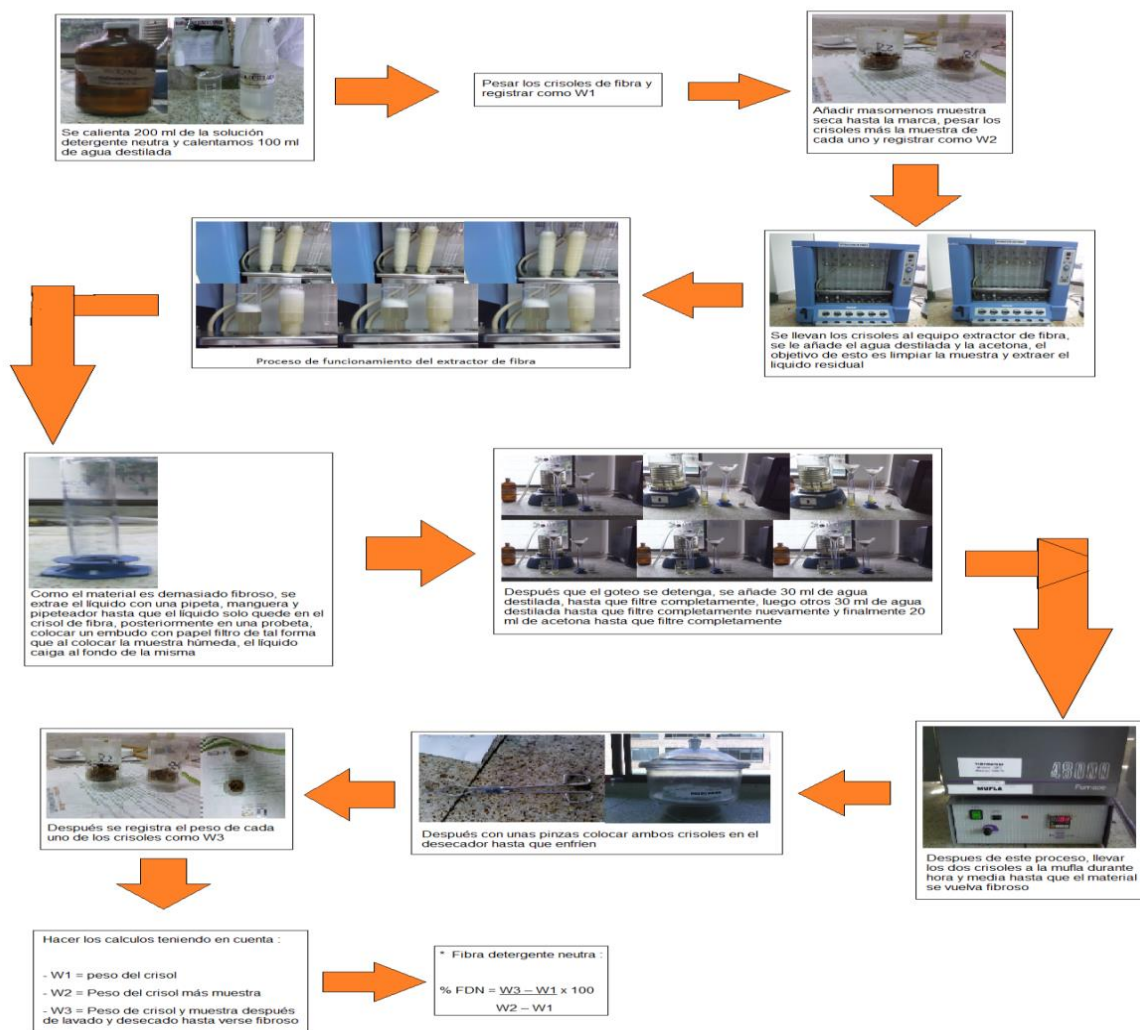 Se calienta 200 ml de la solución
detergente neutra y calentamos 100 ml
de agua destilada
Pesar los crisoles de fibra y
registrar como W1
Añadir masomenos muestra
seca hasta la marca, pesar los
crisoles más la muestra de
cada uno y registrar como W2
Se llevan los crisoles al equipo extractor de fibra,
se le añade el agua destilada y la acetona, el
objetivo de esto es limpiar la muestra y extraer el
liquido residual
Proceso de funcionamiento del extractor de fibra
Como el material es demasiado fibroso, se
extrae el líquido con una pipeta, manguera y
pipeteador hasta que el líquido solo quede en el
crisol de fibra, posteriormente en una probeta,
colocar un embudo con papel filtro de tal forma
que al colocar la muestra húmeda, el líquido
caiga al fondo de la misma
Después que el goteo se detenga, se añade 30 ml de agua
destilada, hasta que filtre completamente, luego otros 30 ml de agua
destilada hasta que filtre completamente nuevamente y finalmente 20
ml de acetona hasta que filtre completamente
MUFLA
Furnace
Despues de este proceso, llevar
los dos crisoles a la mufla durante
hora y media hasta que el material
se vuelva fibroso
Después con unas pinzas colocar ambos crisoles en el
desecador hasta que enfríen
Después se registra el peso de cada
uno de los crisoles como W3
Hacer los calculos teniendo en cuenta :
- W1 = peso del crisol
- W2 = Peso del crisol más muestra
- W3 = Peso de crisol y muestra después
de lavado y desecado hasta verse fibroso
* Fibra detergente neutra :
% FDN = W3 – W1 x 100
W2 – W1